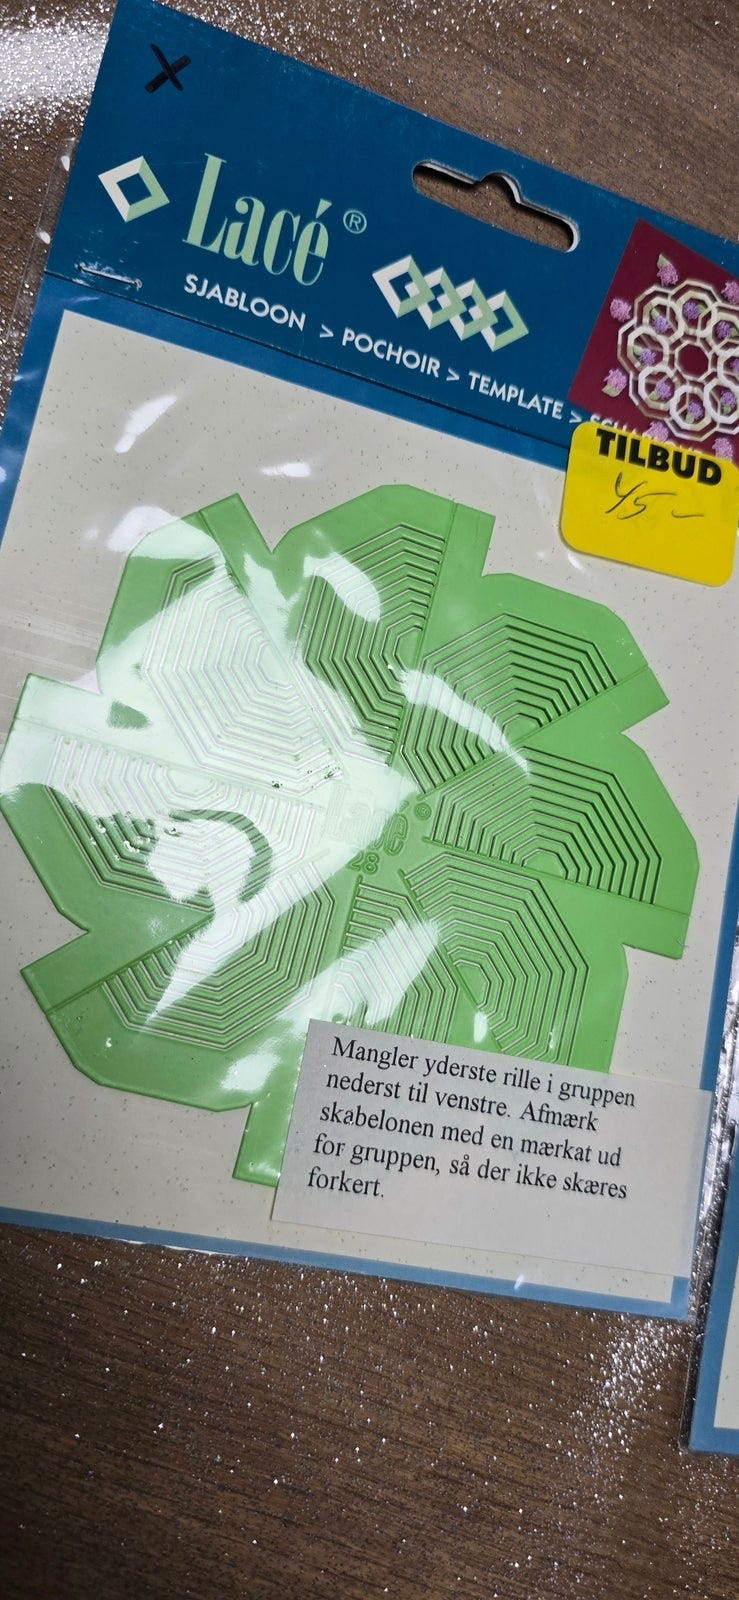 X
Lacé®
SJABLOON > POCHOIR > TEMPLATE >
TILBUD
45-
Lacé®
28
Mangler yderste rille i gruppen
nederst til venstre. Afmærk
skabelonen med en mærkat ud
for gruppen, så der ikke skæres
forkert.